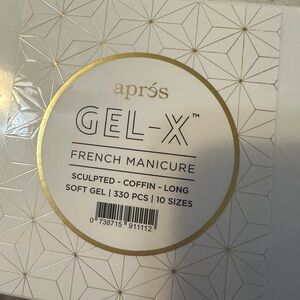 aprés
GEL-X™
FRENCH MANICURE
SCULPTED - COFFIN - LONG
SOFT GEL | 330 PCS | 10 SIZES
0 738715 911112